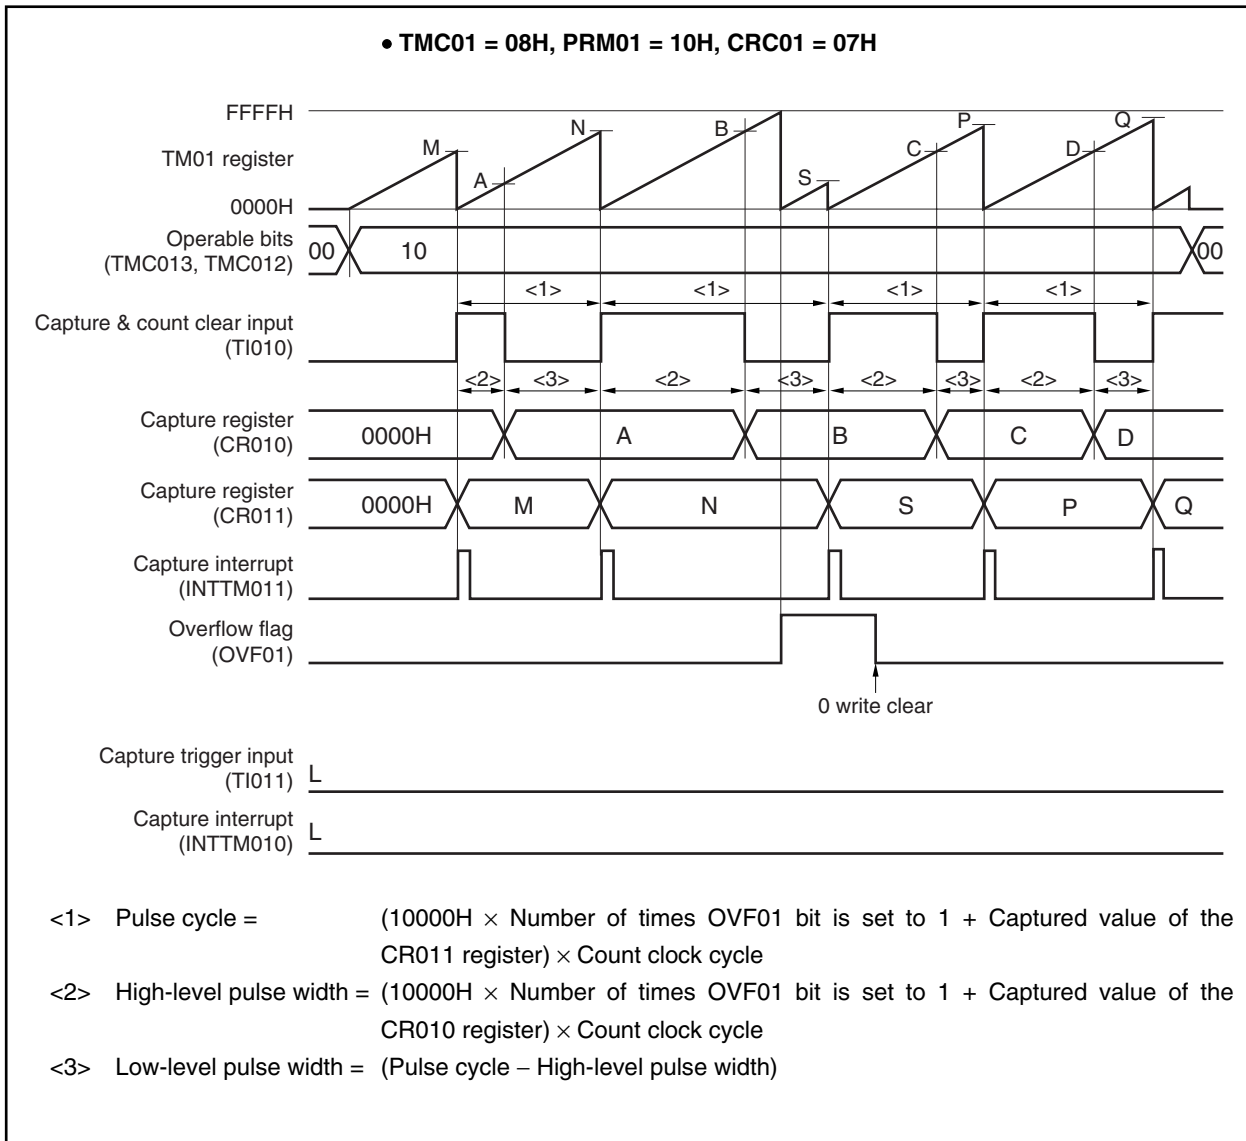 • TMC01 = 08H, PRM01 = 10H, CRC01 = 07H
FFFFH
TM01 register
0000H
M
A
N
B
S
C
P
D
Q
Operable bits
(TMC013, TMC012)
00
10
00
<1>
<1>
<1>
<1>
Capture & count clear input
(TI010)
<2>
<3>
<2>
<3>
<2>
<3>
<2>
<3>
Capture register
(CR010)
0000H
A
B
C
D
Capture register
(CR011)
0000H
M
N
S
P
Q
Capture interrupt
(INTTM011)
Overflow flag
(OVF01)
0 write clear
Capture trigger input
(TI011)
L
Capture interrupt
(INTTM010)
L
<1> Pulse cycle = (10000H × Number of times OVF01 bit is set to 1 + Captured value of the
CR011 register) × Count clock cycle
<2> High-level pulse width = (10000H × Number of times OVF01 bit is set to 1 + Captured value of the
CR010 register) × Count clock cycle
<3> Low-level pulse width = (Pulse cycle − High-level pulse width)